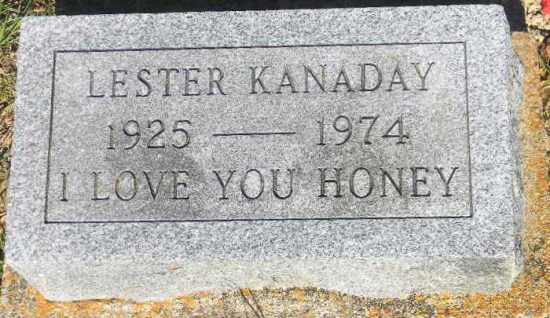 LESTER KANADAY
1925 — 1974
I LOVE YOU HONEY